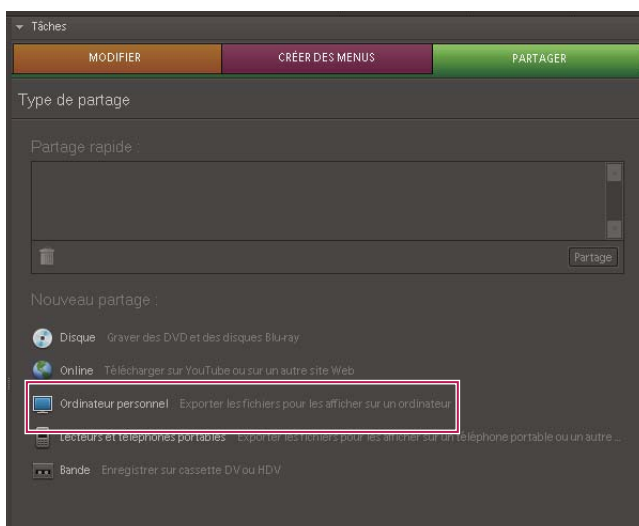 Tâches
MODIFIER CRÉER DES MENUS PARTAGER
Type de partage
Partage rapide :
Partage
Nouveau partage :
Disque Graver des DVD et des disques Blu-ray
Online Télécharger sur YouTube ou sur un autre site Web
Ordinateur personnel Exporter les fichiers pour les afficher sur un ordinateur
Lecteurs et téléphones portables Exporter les fichiers pour les afficher sur un téléphone portable ou un autre ...
Bande Enregistrer sur cassette DV ou HDV